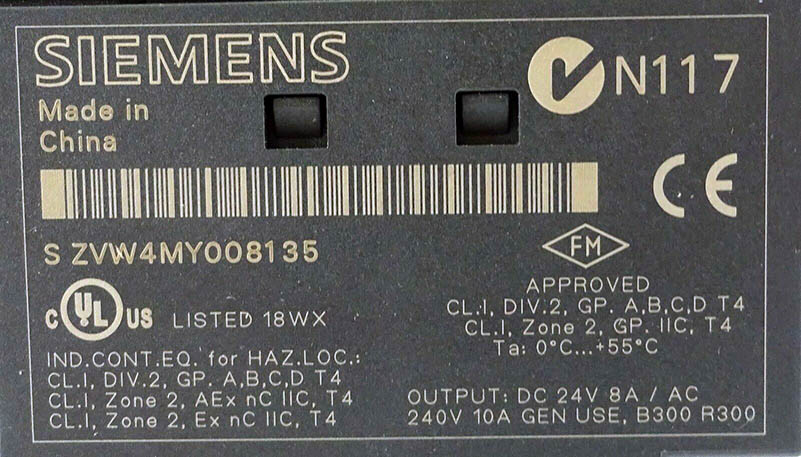 SIEMENS
Made in
China
N117
CE
S ZVW4MY008135
FM
APPROVED
CL.I, DIV.2, GP. A,B,C,D T4
CL.I, Zone 2, GP. IIC, T4
Ta: 0°C...+55°C
C UL US LISTED 18WX
IND.CONT.EQ. for HAZ.LOC.:
CL.I, DIV.2, GP. A,B,C,D T4
CL.I, Zone 2, AEx nC IIC, T4
CL.I, Zone 2, Ex nC IIC, T4
OUTPUT: DC 24V 8A / AC
240V 10A GEN USE, B300 R300